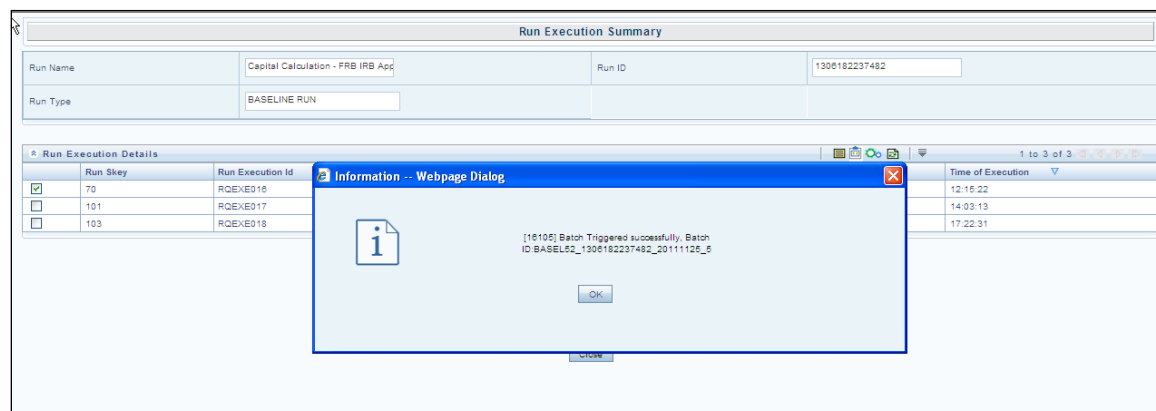 Run Execution Summary
Run Name Capital Calculation - FRB IRB App Run ID 1306182237482
Run Type BASELINE RUN
Run Execution Details 1 to 3 of 3
Run Skey Run Execution Id Time of Execution
70 RQEXE016 12:15:22
101 RQEXE017 14:03:13
103 RQEXE018 17:22:31
Information -- Webpage Dialog
[16105] Batch Triggered successfully, Batch
ID:BASEL52_1306182237482_20111125_5
OK
Close